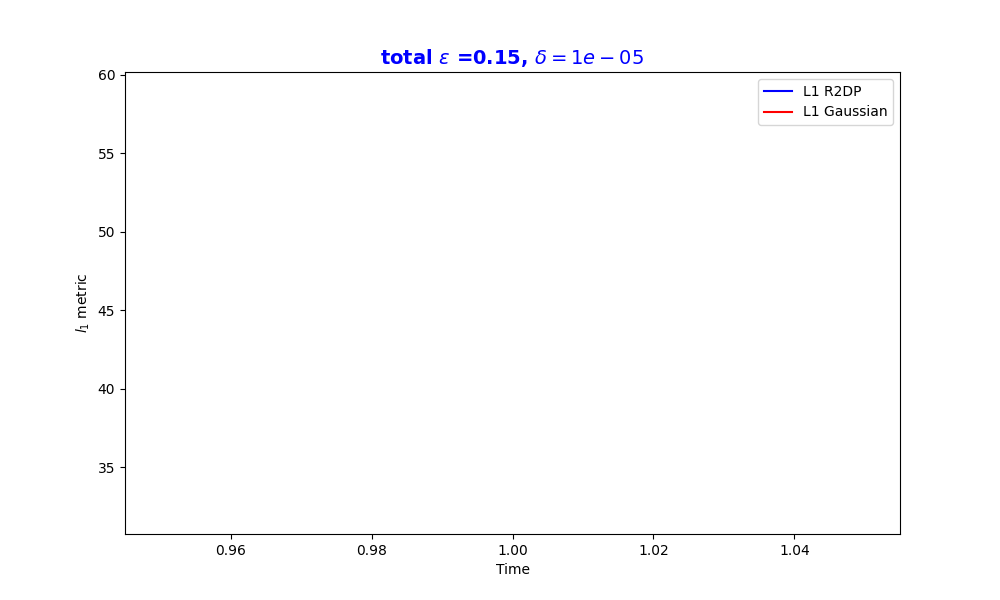 total ε =0.15, δ = 1e − 05
60
55
50
45
40
35
l₁ metric
L1 R2DP
L1 Gaussian
0.96
0.98
1.00
1.02
1.04
Time